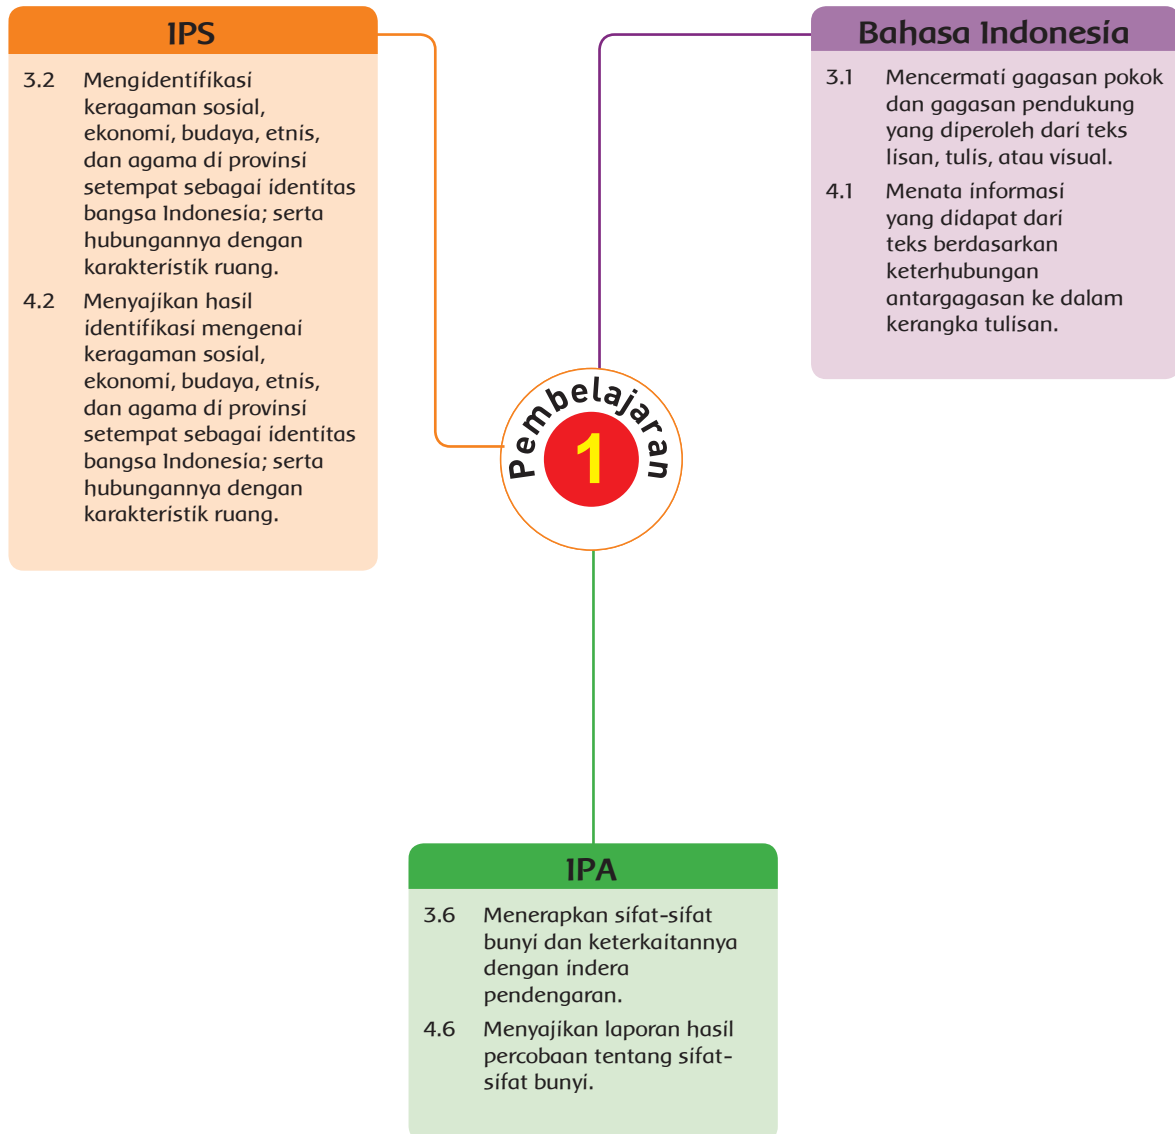 IPS
3.2 Mengidentifikasi
keragaman sosial,
ekonomi, budaya, etnis,
dan agama di provinsi
setempat sebagai identitas
bangsa Indonesia; serta
hubungannya dengan
karakteristik ruang.
4.2 Menyajikan hasil
identifikasi mengenai
keragaman sosial,
ekonomi, budaya, etnis,
dan agama di provinsi
setempat sebagai identitas
bangsa Indonesia; serta
hubungannya dengan
karakteristik ruang.
Bahasa Indonesia
3.1 Mencermati gagasan pokok
dan gagasan pendukung
yang diperoleh dari teks
lisan, tulis, atau visual.
4.1 Menata informasi
yang didapat dari
teks berdasarkan
keterhubungan
antargagasan ke dalam
kerangka tulisan.
Pembelajaran
1
IPA
3.6 Menerapkan sifat-sifat
bunyi dan keterkaitannya
dengan indera
pendengaran.
4.6 Menyajikan laporan hasil
percobaan tentang sifat-
sifat bunyi.